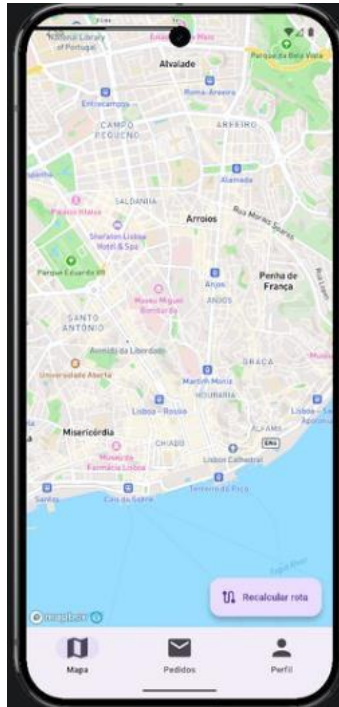 National Library
of Portugal
Parque da Bela Vista
Alvalade
Entrecampos
Roma-Areeiro
CAMPO
PEQUENO
AREEIRO
Alameda
SALDANHA
Arroios
Rua Morais Soares
Sheraton Lisboa
Hotel & Spa
Parque Eduardo VII
Anjos
Penha de
França
Museu Miguel
Bombarda
ANJOS
SANTO
ANTÓNIO
Avenida da Liberdade
GRAÇA
Universidade Aberta
Martim Moniz
MOURARIA
Lisboa - Rossio
Misericórdia
CHIADO
ALFAMA
Museu da
Farmácia Lisboa
Lisbon Cathedral
Santos
Cais do Sodré
Terreiro do Paço
Recalcular rota
mapbox
Mapa
Pedidos
Perfil